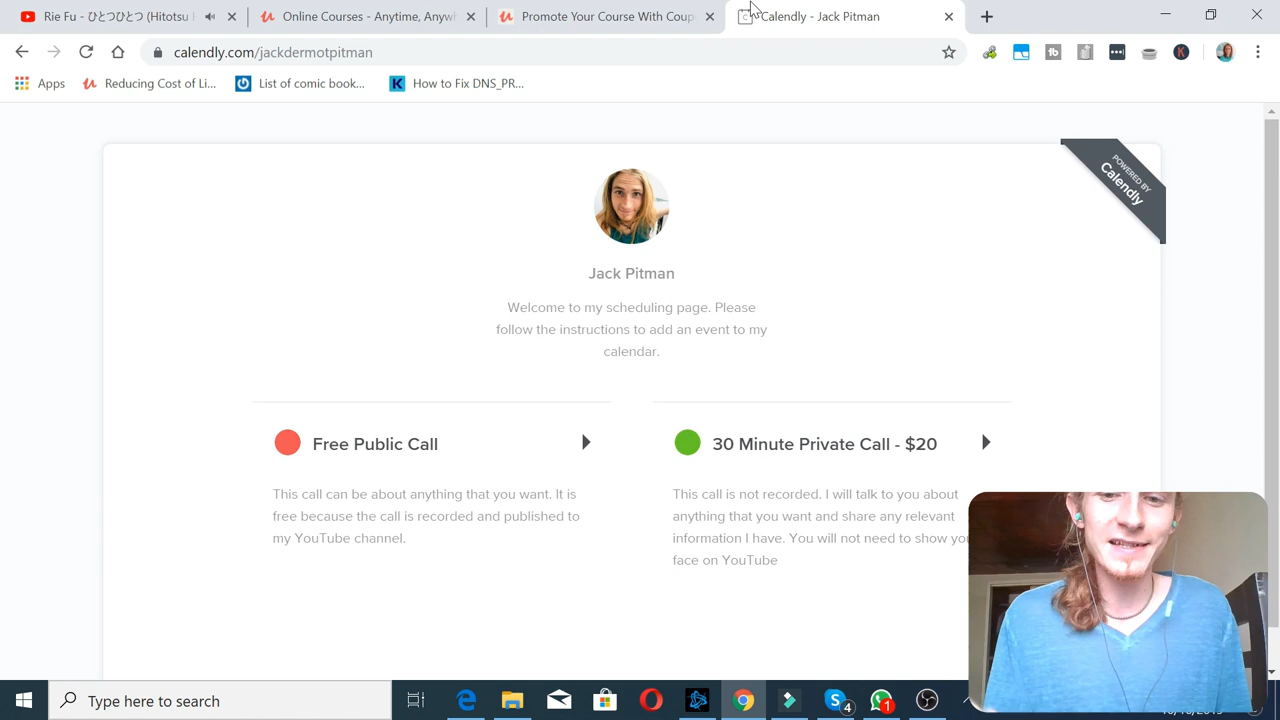 Rie Fu - ひとつひとつ (Hitotsu
Online Courses - Anytime, Anyw
Promote Your Course With Coup
Calendly - Jack Pitman
calendly.com/jackdermotpitman
Apps
Reducing Cost of Li...
List of comic book...
How to Fix DNS_PR...
POWERED BY
Calendly
Jack Pitman
Welcome to my scheduling page. Please
follow the instructions to add an event to my
calendar.
Free Public Call
30 Minute Private Call - $20
This call can be about anything that you want. It is
free because the call is recorded and published to
my YouTube channel.
This call is not recorded. I will talk to you about
anything that you want and share any relevant
information I have. You will not need to show you
face on YouTube
Type here to search
4
1